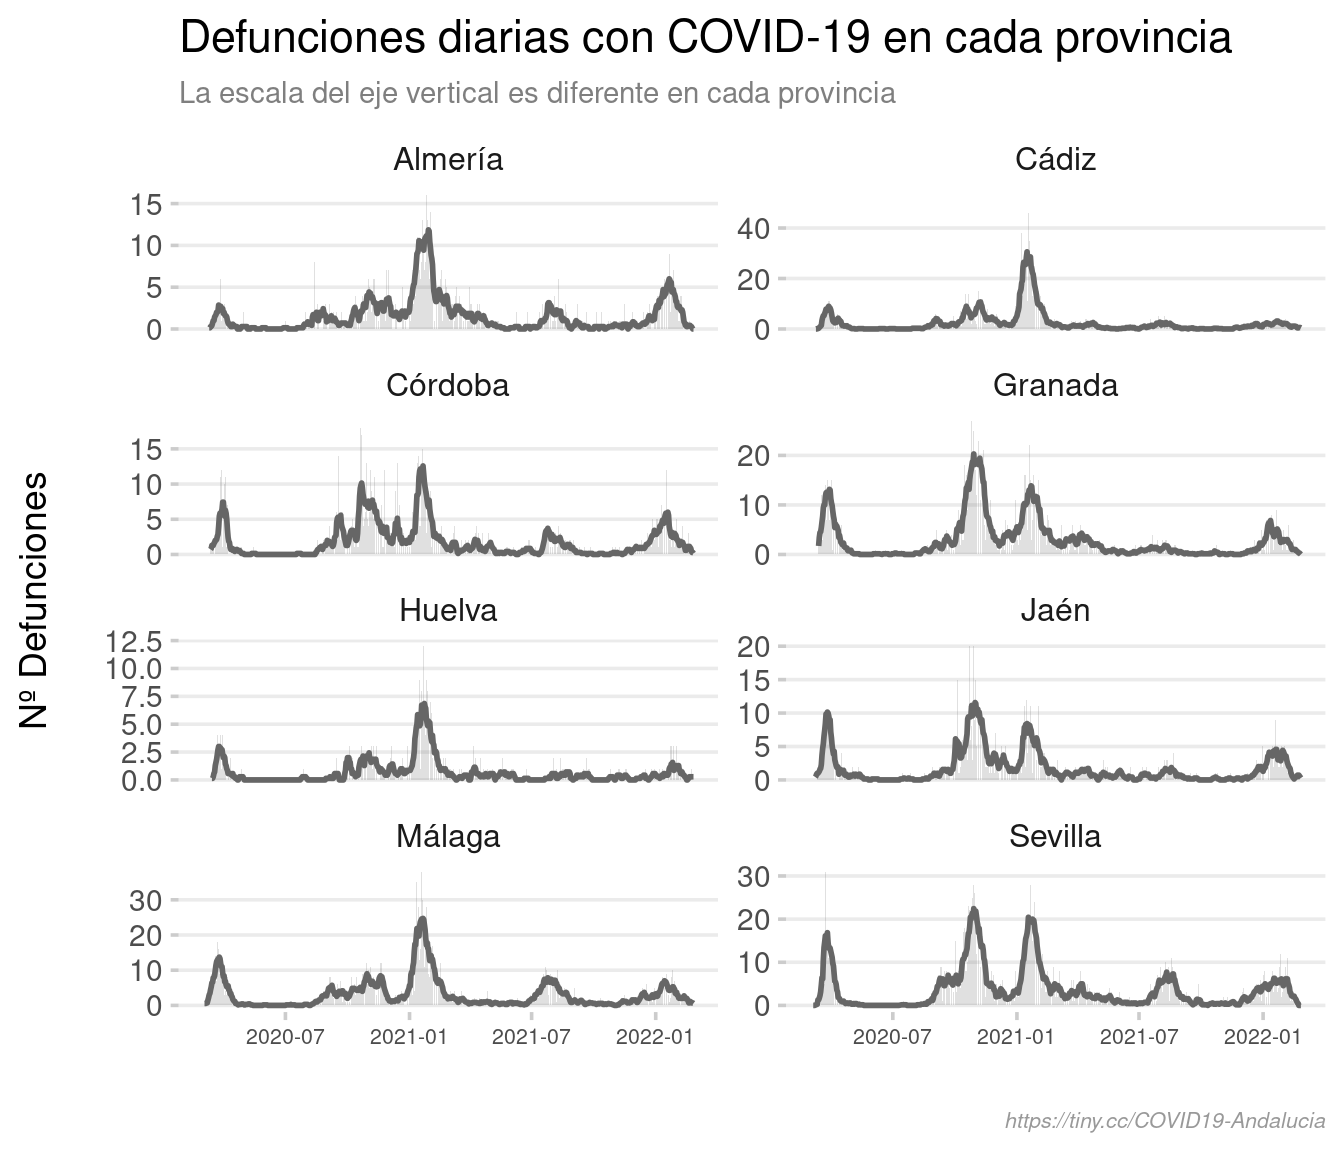 Defunciones diarias con COVID-19 en cada provincia
La escala del eje vertical es diferente en cada provincia
Nº Defunciones
Almería
15
10
5
0
Cádiz
40
20
0
Córdoba
15
10
5
0
Granada
20
10
0
Huelva
12.5
10.0
7.5
5.0
2.5
0.0
Jaén
20
15
10
5
0
Málaga
30
20
10
0
Sevilla
30
20
10
0
2020-07 2021-01 2021-07 2022-01
2020-07 2021-01 2021-07 2022-01
https://tiny.cc/COVID19-Andalucia